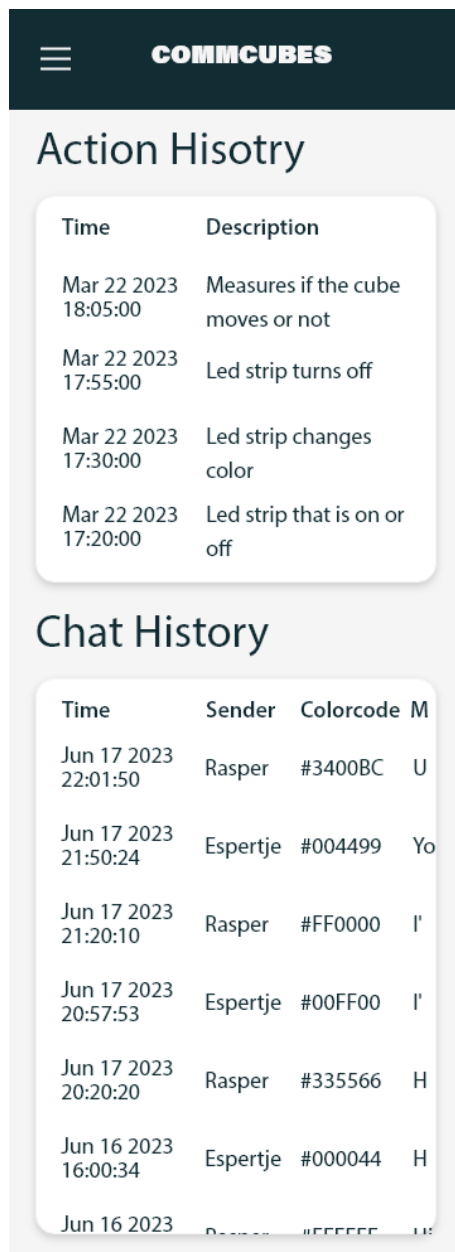 COMMCUBES
Action Hisotry
Time Description
Mar 22 2023 Measures if the cube
18:05:00 moves or not
Mar 22 2023
17:55:00 Led strip turns off
Mar 22 2023 Led strip changes
17:30:00 color
Mar 22 2023 Led strip that is on or
17:20:00 off
Chat History
Time Sender Colorcode M
Jun 17 2023
22:01:50 Rasper #3400BC U
Jun 17 2023
21:50:24 Espertje #004499 Yo
Jun 17 2023
21:20:10 Rasper #FF0000 I'
Jun 17 2023
20:57:53 Espertje #00FF00 I'
Jun 17 2023
20:20:20 Rasper #335566 H
Jun 16 2023
16:00:34 Espertje #000044 H
Jun 16 2023